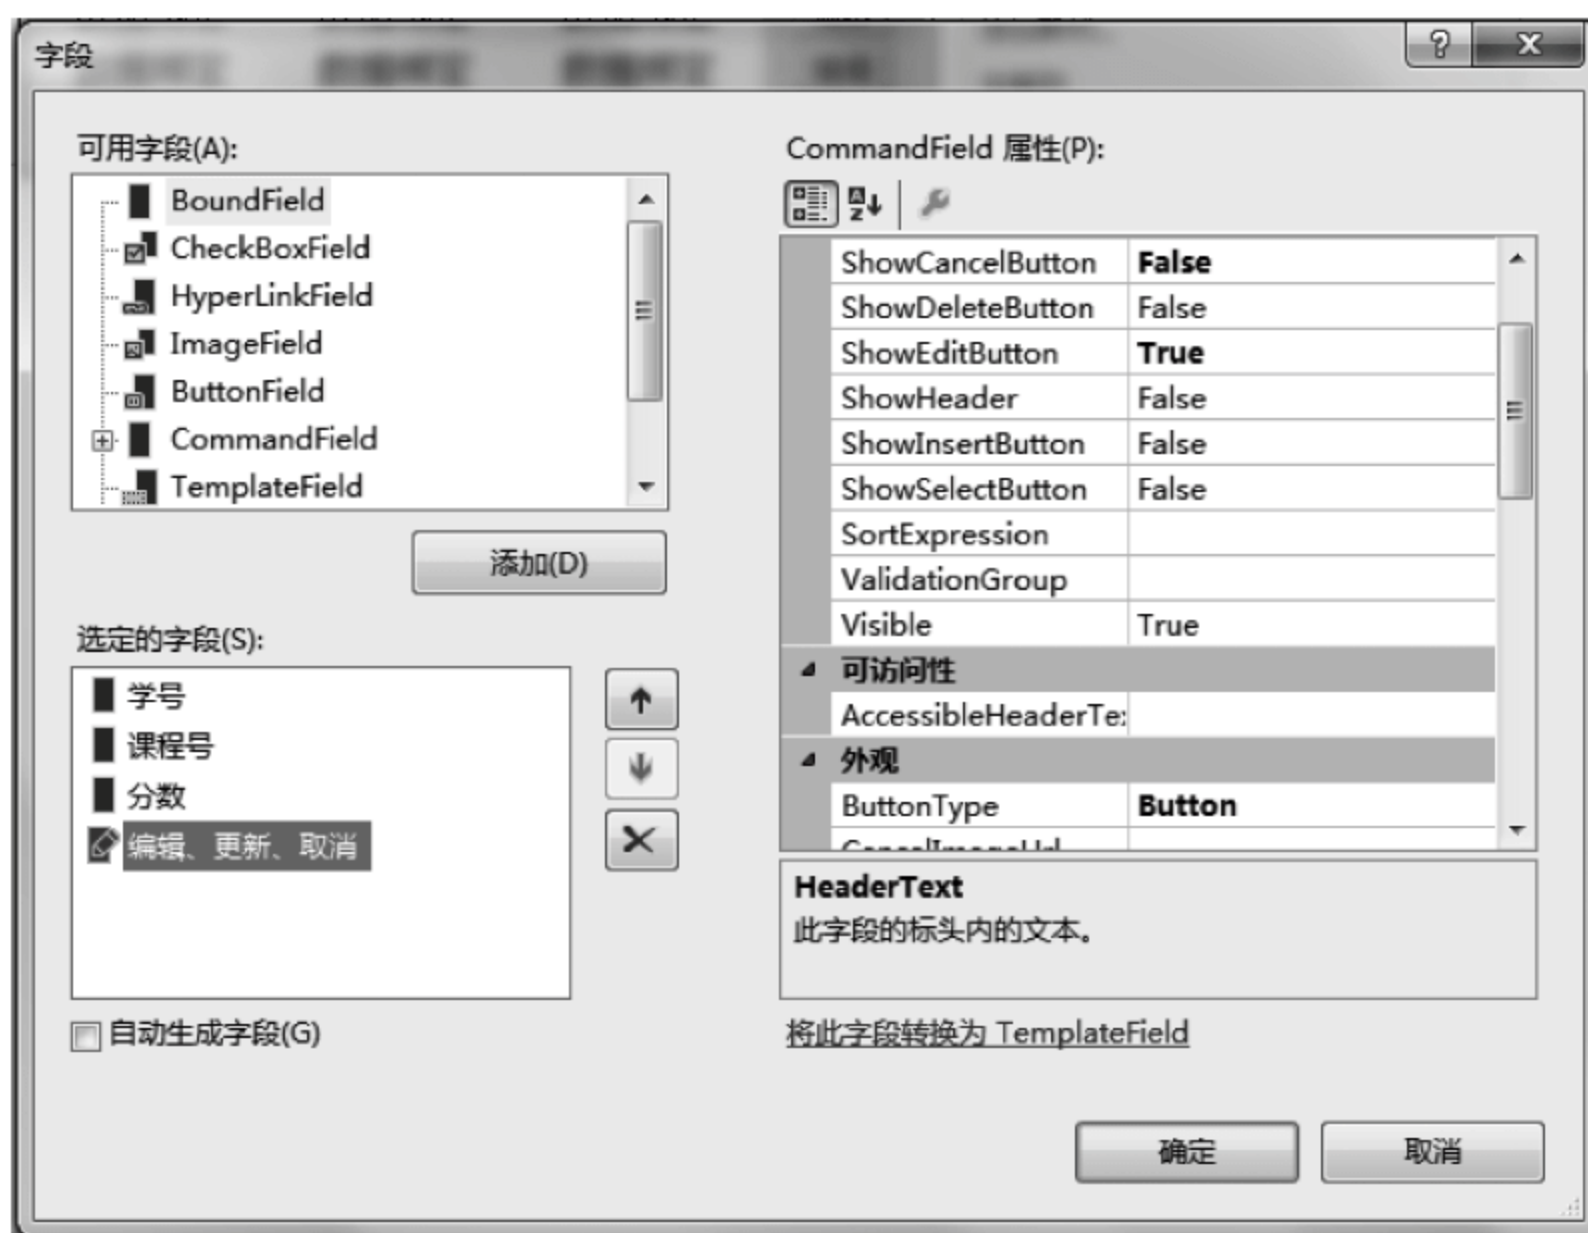 字段
可用字段(A):
BoundField
CheckBoxField
HyperLinkField
ImageField
ButtonField
CommandField
TemplateField
添加(D)
选定的字段(S):
学号
课程号
分数
编辑、更新、取消
自动生成字段(G)
CommandField 属性(P):
ShowCancelButton False
ShowDeleteButton False
ShowEditButton True
ShowHeader False
ShowInsertButton False
ShowSelectButton False
SortExpression
ValidationGroup
Visible True
可访问性
AccessibleHeaderTe
外观
ButtonType Button
CancelImageUrl
HeaderText
此字段的标头内的文本。
将此字段转换为 TemplateField
确定
取消